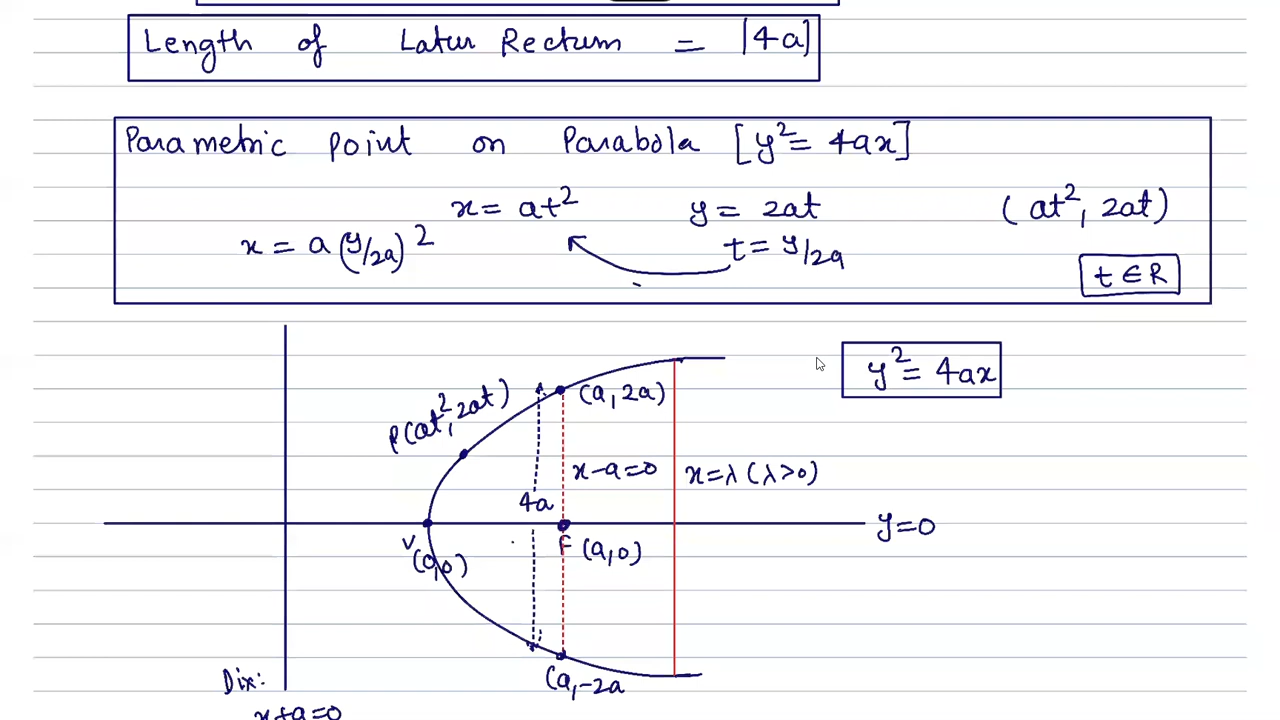 Length of Latur Rectum = |4a|
Parametric point on Parabola [y² = 4ax]
x = at² y = 2at (at², 2at)
x = a(y/2a)² t = y/2a
t ∈ R
y² = 4ax
P(at², 2at) (a, 2a)
x-a=0 x=λ (λ>0)
4a
y=0
V F (a,0)
(0,0)
(a,-2a
Dix:
x+a=0